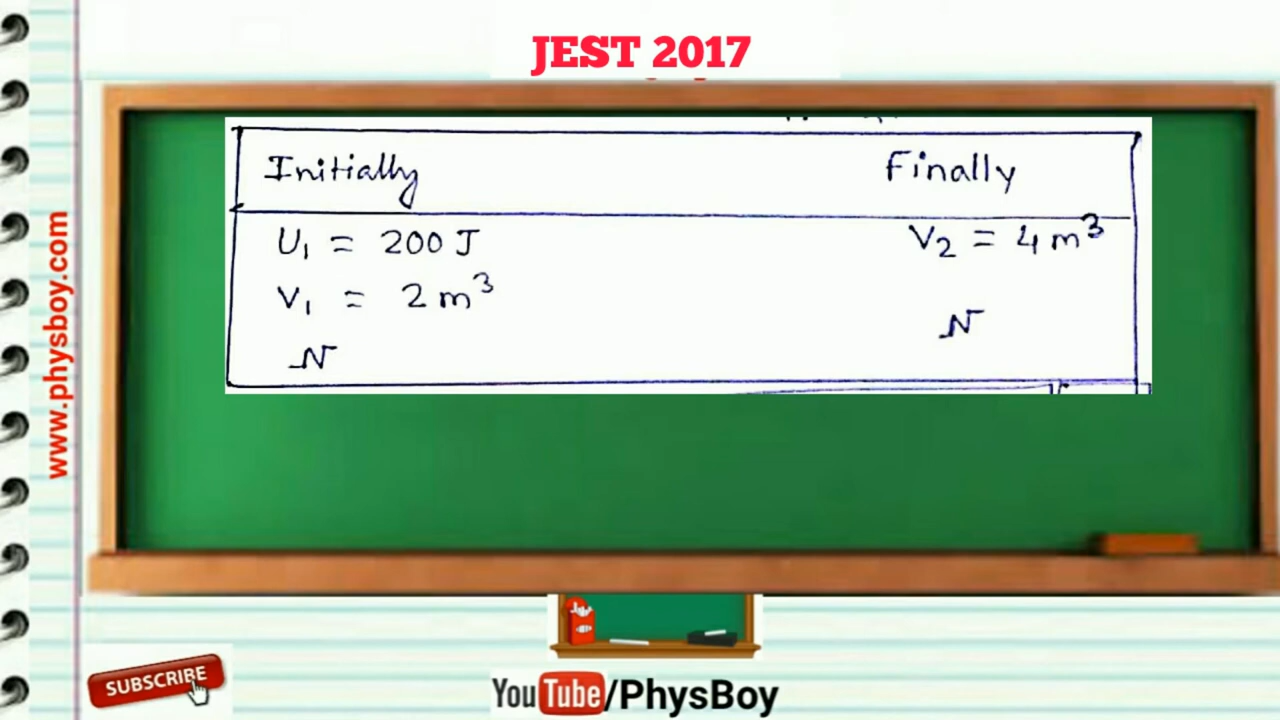 JEST 2017
Initially Finally
U₁ = 200 J V₂ = 4 m³
V₁ = 2 m³
N N
www.physboy.com
SUBSCRIBE
YouTube/PhysBoy